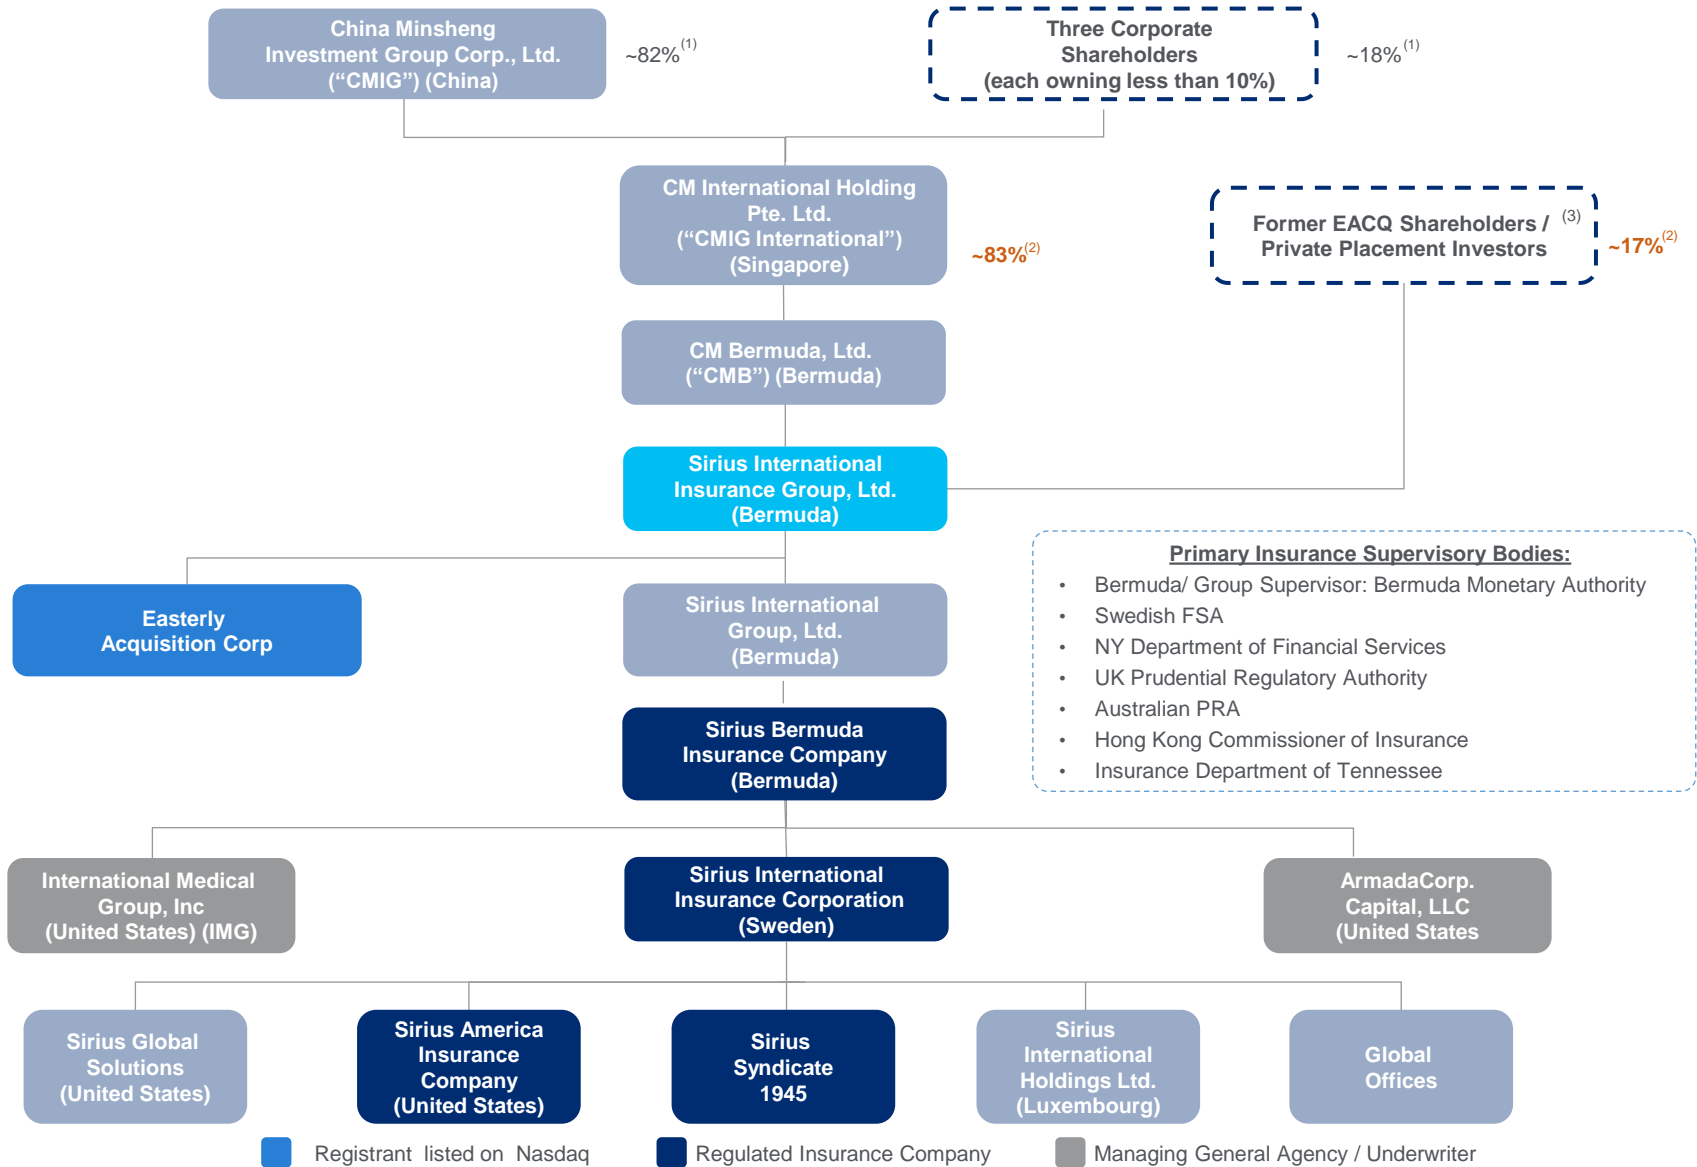 China Minsheng
Investment Group Corp., Ltd.
(“CMIG”) (China)
~82%(1)
Three Corporate
Shareholders
(each owning less than 10%)
~18%(1)
CM International Holding
Pte. Ltd.
(“CMIG International”)
(Singapore)
~83%(2)
Former EACQ Shareholders / (3)
Private Placement Investors
~17%(2)
CM Bermuda, Ltd.
(“CMB”) (Bermuda)
Sirius International
Insurance Group, Ltd.
(Bermuda)
Easterly
Acquisition Corp
Sirius International
Group, Ltd.
(Bermuda)
Primary Insurance Supervisory Bodies:
• Bermuda/ Group Supervisor: Bermuda Monetary Authority
• Swedish FSA
• NY Department of Financial Services
• UK Prudential Regulatory Authority
• Australian PRA
• Hong Kong Commissioner of Insurance
• Insurance Department of Tennessee
Sirius Bermuda
Insurance Company
(Bermuda)
International Medical
Group, Inc
(United States) (IMG)
Sirius International
Insurance Corporation
(Sweden)
ArmadaCorp.
Capital, LLC
(United States
Sirius Global
Solutions
(United States)
Sirius America
Insurance
Company
(United States)
Sirius
Syndicate
1945
Sirius
International
Holdings Ltd.
(Luxembourg)
Global
Offices
Registrant listed on Nasdaq
Regulated Insurance Company
Managing General Agency / Underwriter